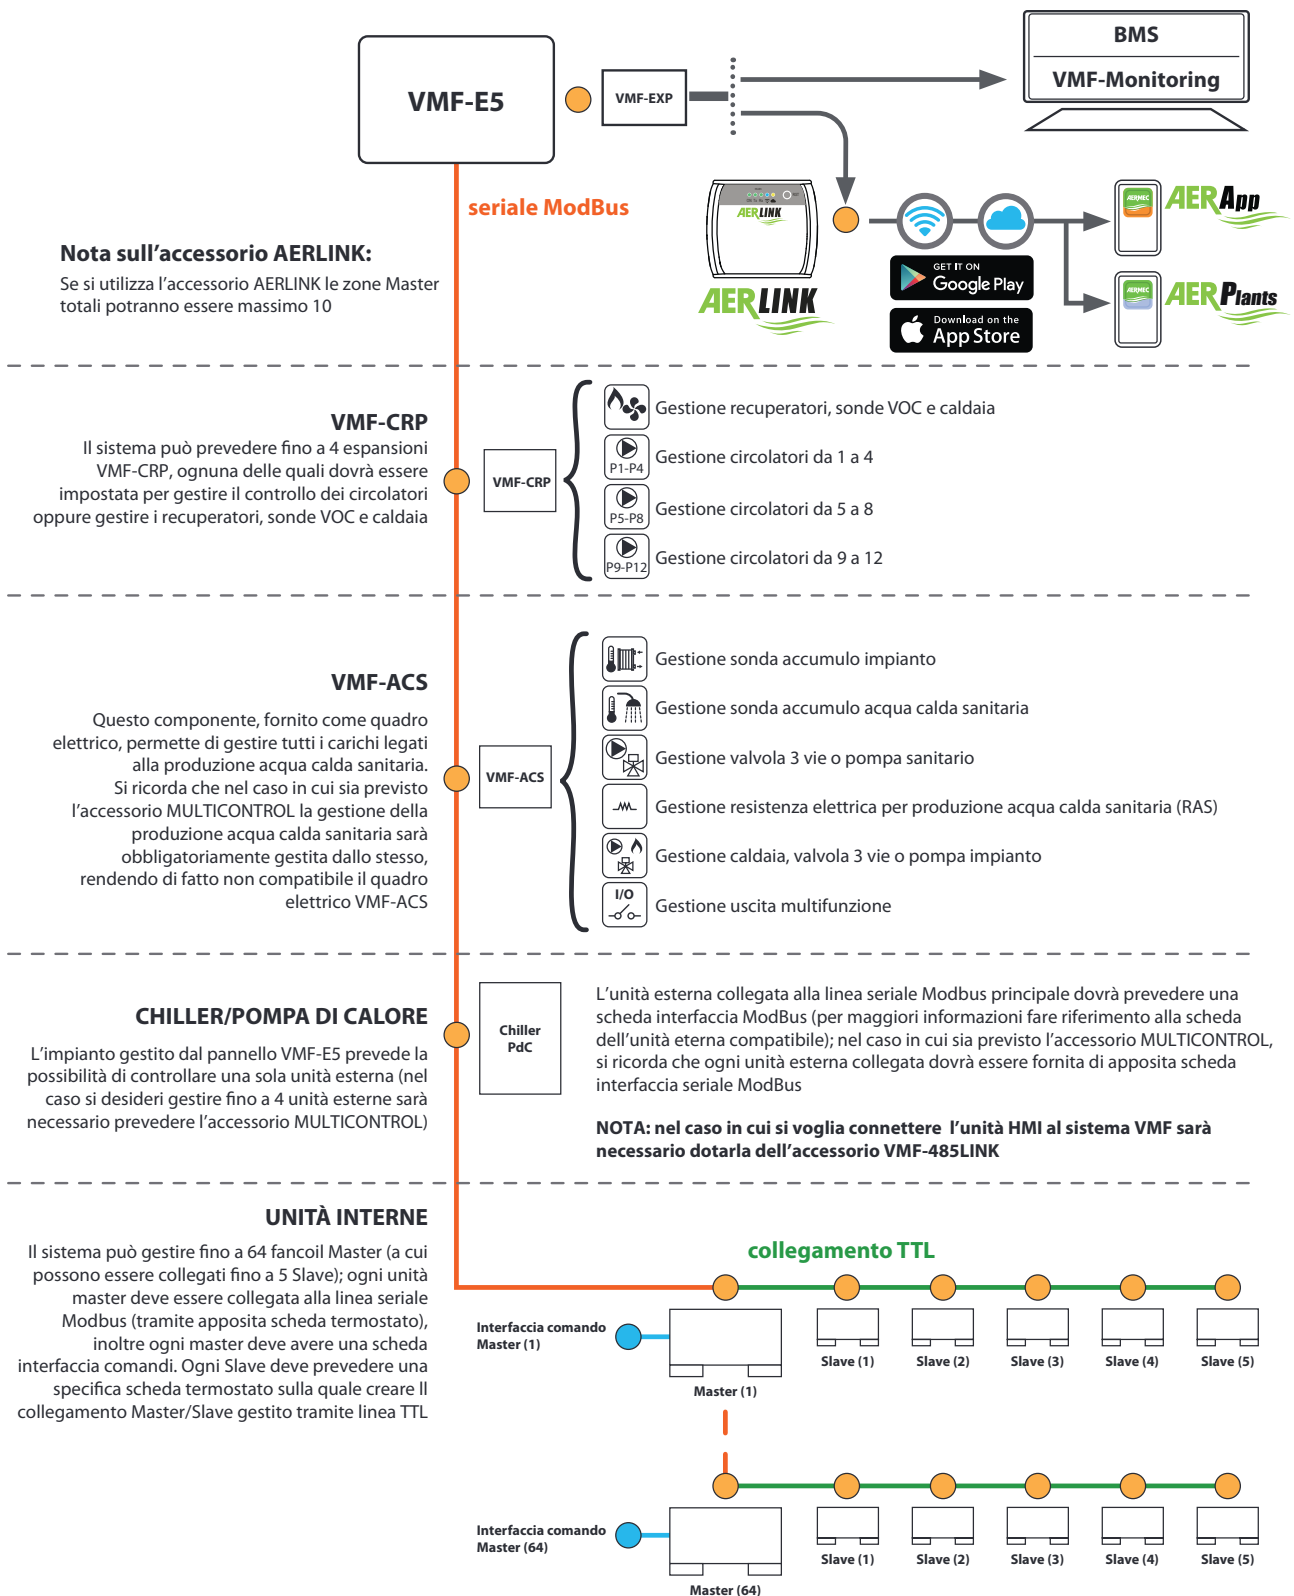 BMS
VMF-Monitoring
VMF-E5
VMF-EXP
seriale ModBus
AERLINK
AERLINK
AERMEC
AERApp
GET IT ON
Google Play
Download on the
App Store
AERMEC
AERPlants
Nota sull'accessorio AERLINK:
Se si utilizza l'accessorio AERLINK le zone Master
totali potranno essere massimo 10
VMF-CRP
Il sistema può prevedere fino a 4 espansioni
VMF-CRP, ognuna delle quali dovrà essere
impostata per gestire il controllo dei circolatori
oppure gestire i recuperatori, sonde VOC e caldaia
VMF-CRP
Gestione recuperatori, sonde VOC e caldaia
P1-P4
Gestione circolatori da 1 a 4
P5-P8
Gestione circolatori da 5 a 8
P9-P12
Gestione circolatori da 9 a 12
VMF-ACS
Questo componente, fornito come quadro
elettrico, permette di gestire tutti i carichi legati
alla produzione acqua calda sanitaria.
Si ricorda che nel caso in cui sia previsto
l'accessorio MULTICONTROL la gestione della
produzione acqua calda sanitaria sarà
obbligatoriamente gestita dallo stesso,
rendendo di fatto non compatibile il quadro
elettrico VMF-ACS
VMF-ACS
Gestione sonda accumulo impianto
Gestione sonda accumulo acqua calda sanitaria
Gestione valvola 3 vie o pompa sanitario
Gestione resistenza elettrica per produzione acqua calda sanitaria (RAS)
Gestione caldaia, valvola 3 vie o pompa impianto
I/O
Gestione uscita multifunzione
CHILLER/POMPA DI CALORE
L'impianto gestito dal pannello VMF-E5 prevede la
possibilità di controllare una sola unità esterna (nel
caso si desideri gestire fino a 4 unità esterne sarà
necessario prevedere l'accessorio MULTICONTROL)
Chiller
PdC
L'unità esterna collegata alla linea seriale Modbus principale dovrà prevedere una
scheda interfaccia ModBus (per maggiori informazioni fare riferimento alla scheda
dell'unità eterna compatibile); nel caso in cui sia previsto l'accessorio MULTICONTROL,
si ricorda che ogni unità esterna collegata dovrà essere fornita di apposita scheda
interfaccia seriale ModBus
NOTA: nel caso in cui si voglia connettere l'unità HMI al sistema VMF sarà
necessario dotarla dell'accessorio VMF-485LINK
UNITÀ INTERNE
Il sistema può gestire fino a 64 fancoil Master (a cui
possono essere collegati fino a 5 Slave); ogni unità
master deve essere collegata alla linea seriale
Modbus (tramite apposita scheda termostato),
inoltre ogni master deve avere una scheda
interfaccia comandi. Ogni Slave deve prevedere una
specifica scheda termostato sulla quale creare Il
collegamento Master/Slave gestito tramite linea TTL
collegamento TTL
Interfaccia comando
Master (1)
Master (1)
Slave (1)
Slave (2)
Slave (3)
Slave (4)
Slave (5)
Interfaccia comando
Master (64)
Master (64)
Slave (1)
Slave (2)
Slave (3)
Slave (4)
Slave (5)